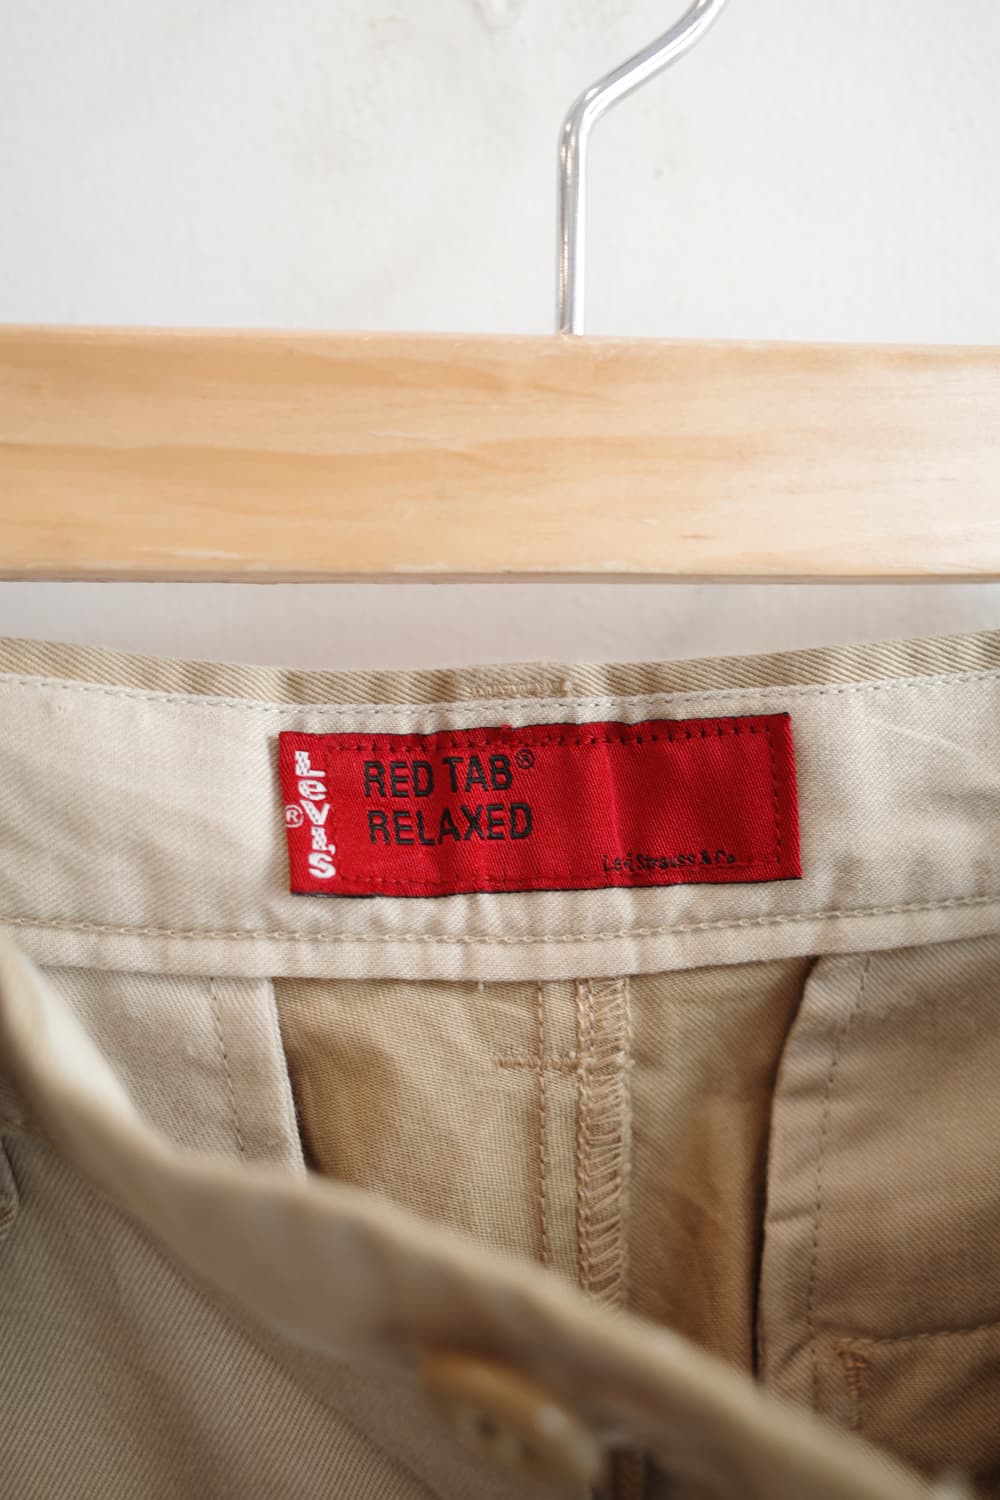 LEVI'S
®
RED TAB®
RELAXED
Levi Strauss & Co